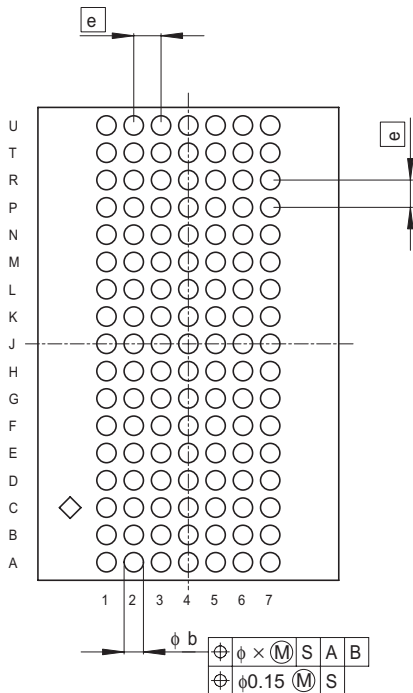 e
U
e
T
R
P
N
M
L
K
J
H
G
F
E
D
C
B
A
1 2 3 4 5 6 7
ϕ b
⌖ ϕ × Ⓜ S A B
⌖ ϕ0.15 Ⓜ S